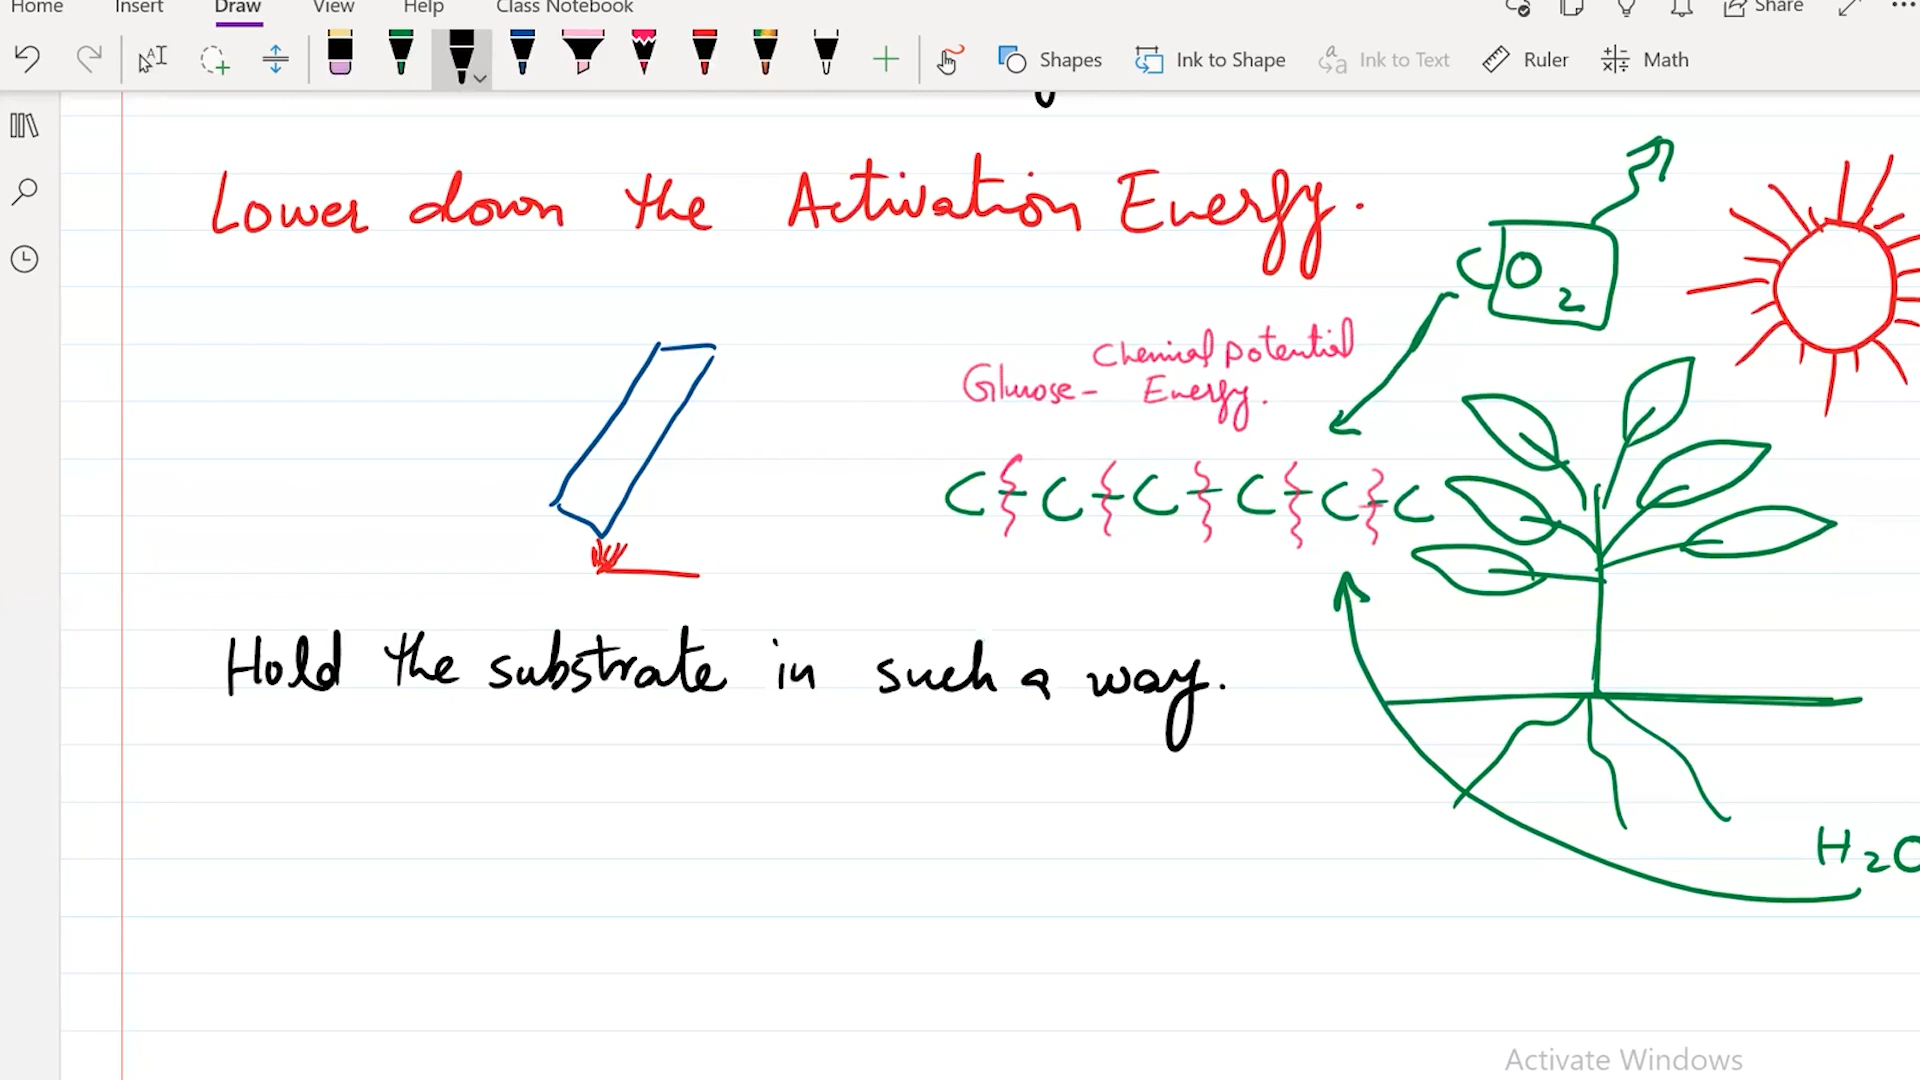 Home Insert Draw View Help Class Notebook Share
Shapes Ink to Shape Ink to Text Ruler Math
Lower down the Activation Energy.
CO2
Chemical potential
Glucose - Energy.
C - C - C - C - C - C
Hold the substrate in such a way.
H2O
Activate Windows